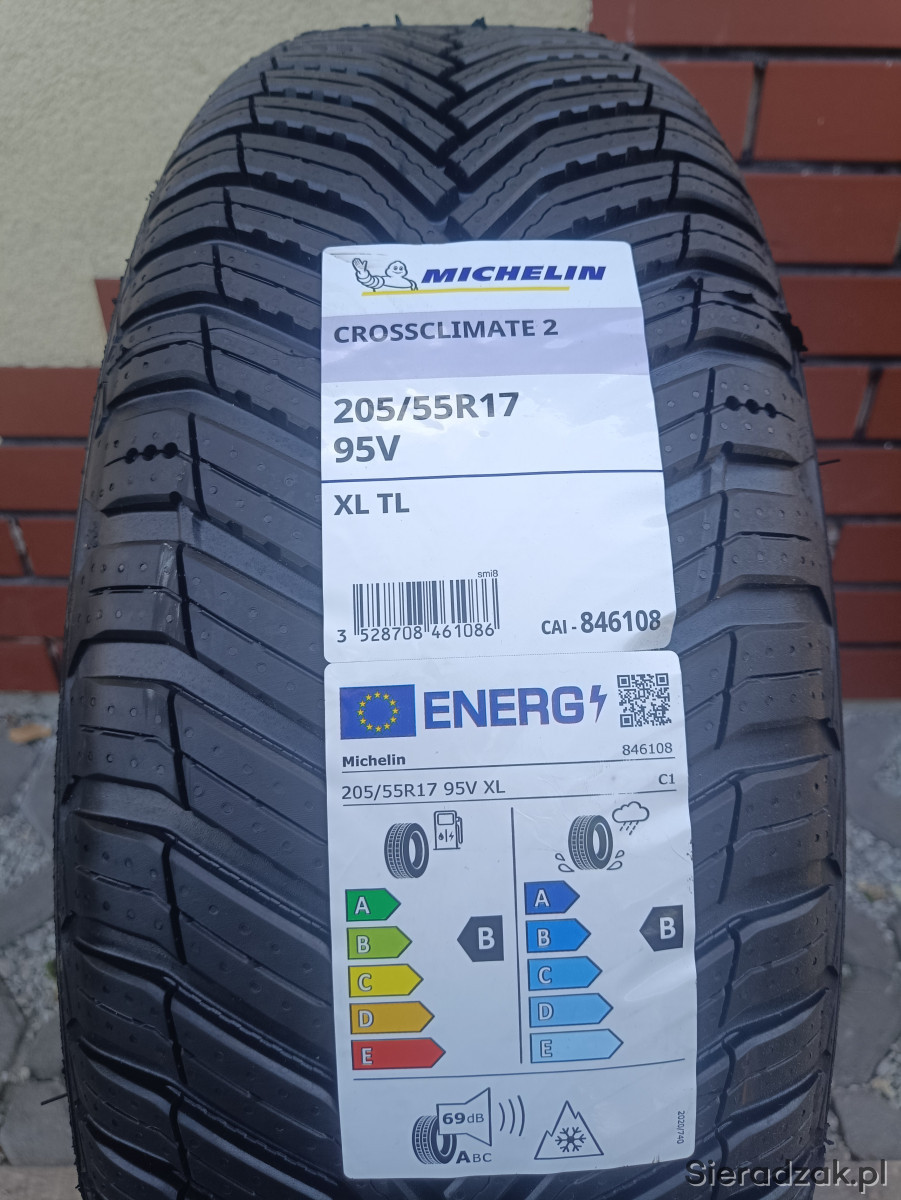 MICHELIN
CROSSCLIMATE 2
205/55R17
95V
XL TL
smi8
3 528708 461086
CAI - 846108
ENERG
Michelin
846108
205/55R17 95V XL
C1
A
B
C
D
E
B
A
B
C
D
E
B
69dB
ABC
2020/740
Sieradzak.pl